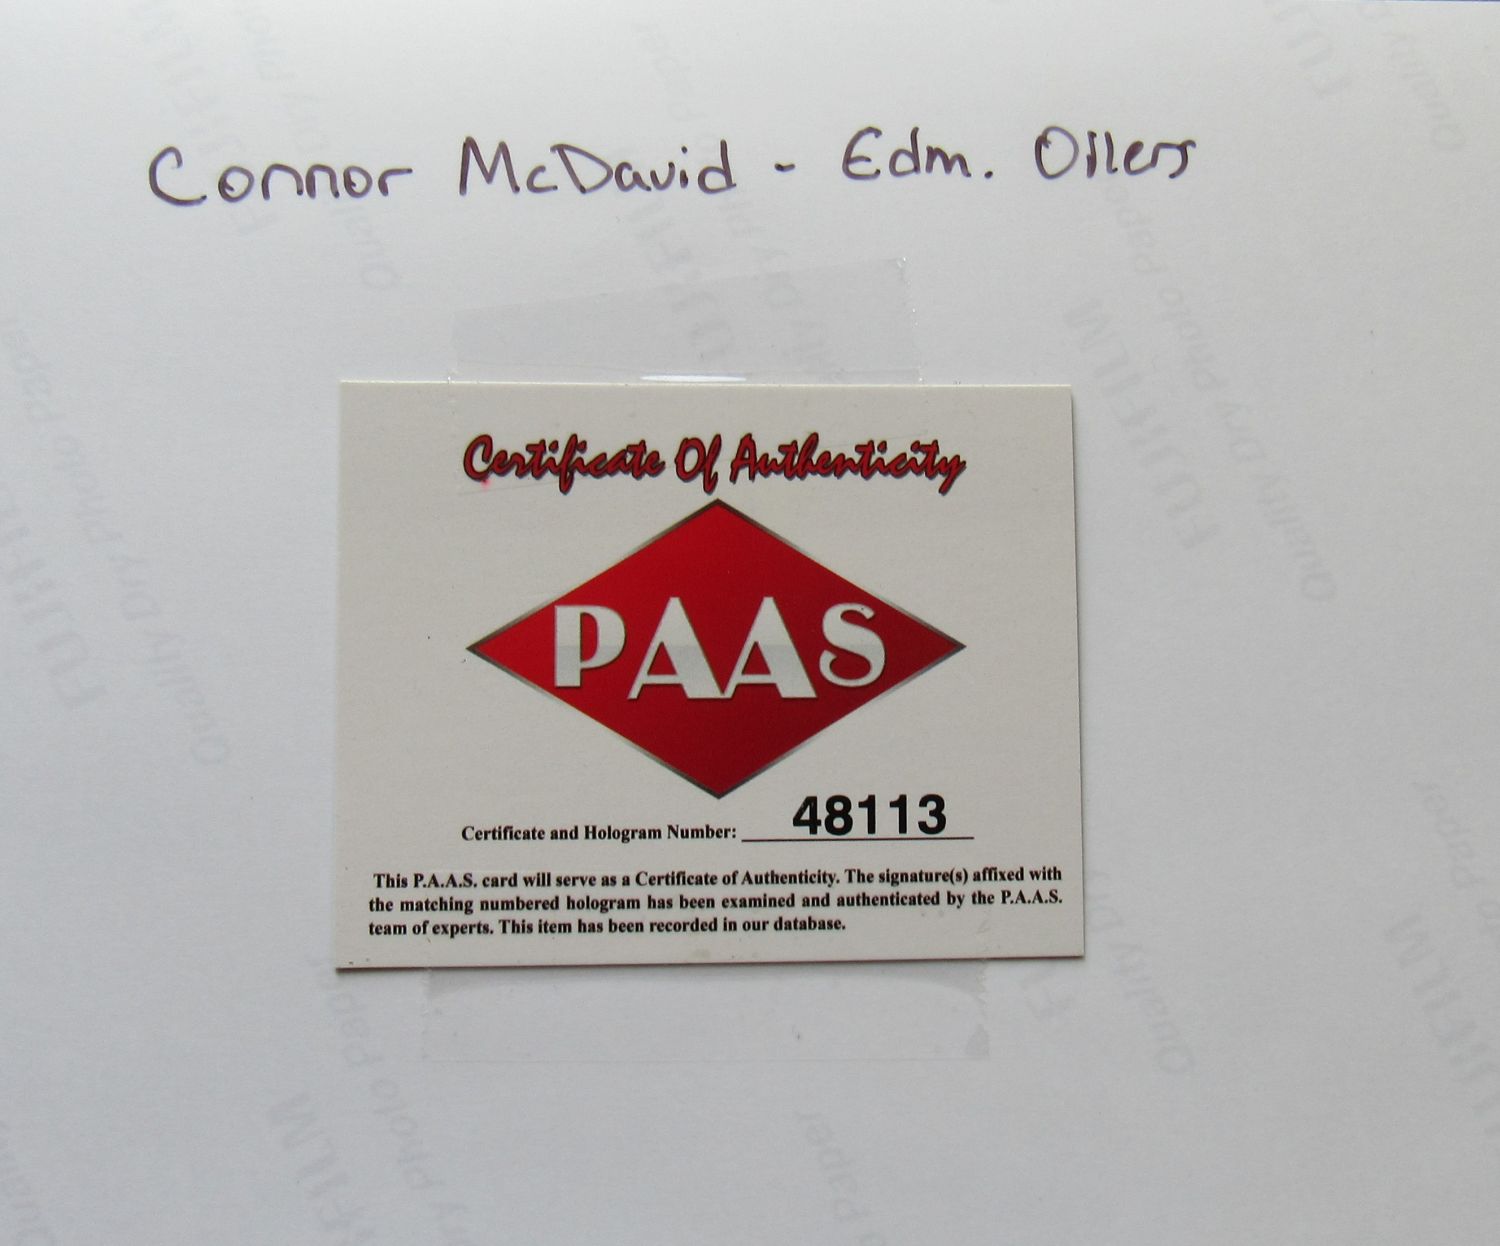 Connor McDavid - Edm. Oilers
Certificate Of Authenticity
PAAS
Certificate and Hologram Number: 48113
This P.A.A.S. card will serve as a Certificate of Authenticity. The signature(s) affixed with
the matching numbered hologram has been examined and authenticated by the P.A.A.S.
team of experts. This item has been recorded in our database.